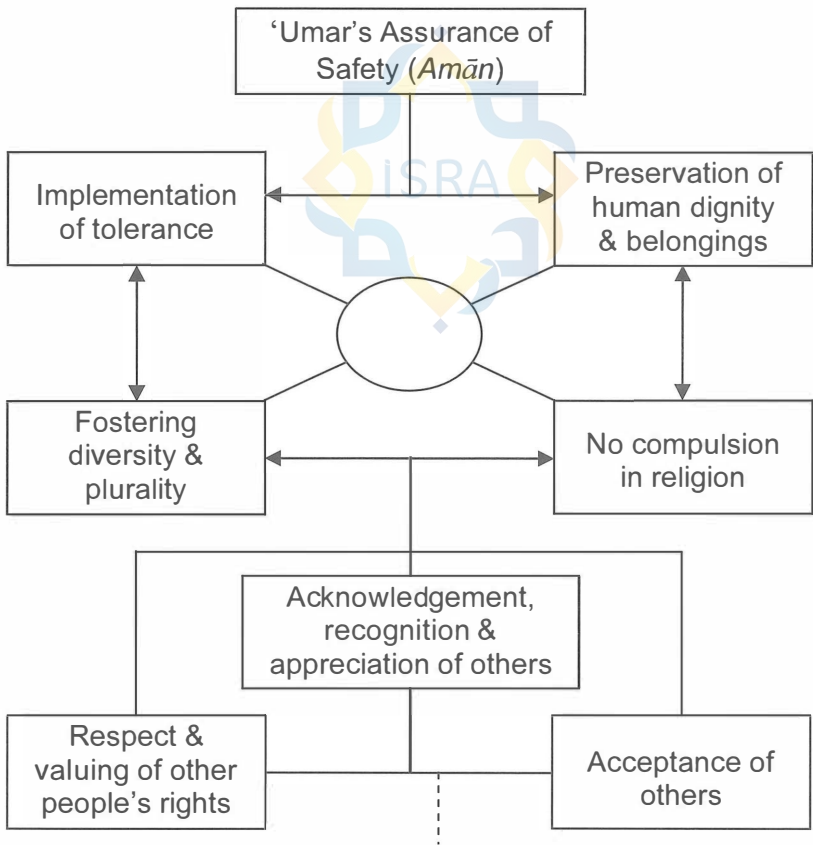 ‘Umar’s Assurance of
Safety (Amān)
iSRA
Implementation
of tolerance
Preservation of
human dignity
& belongings
Fostering
diversity &
plurality
No compulsion
in religion
Acknowledgement,
recognition &
appreciation of others
Respect &
valuing of other
people’s rights
Acceptance of
others